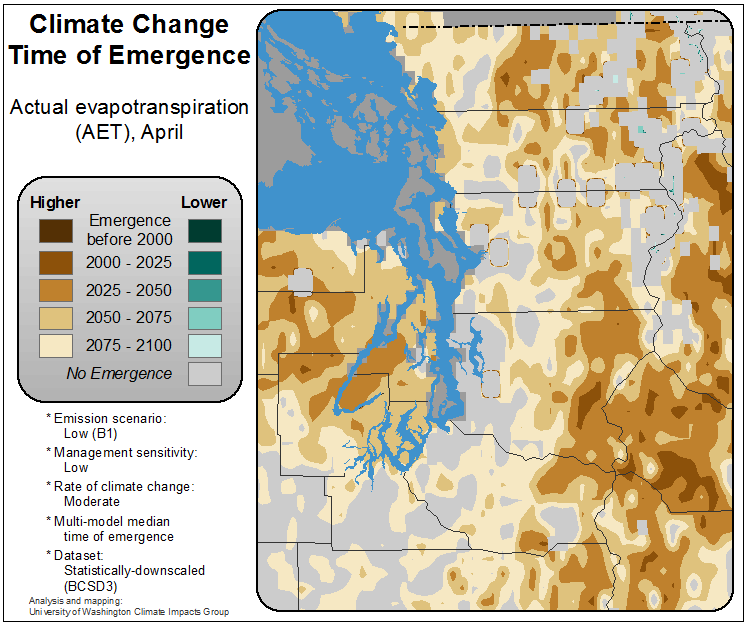 Climate Change
Time of Emergence
Actual evapotranspiration
(AET), April
Higher Lower
Emergence
before 2000
2000 - 2025
2025 - 2050
2050 - 2075
2075 - 2100
No Emergence
* Emission scenario:
Low (B1)
* Management sensitivity:
Low
* Rate of climate change:
Moderate
* Multi-model median
time of emergence
* Dataset:
Statistically-downscaled
(BCSD3)
Analysis and mapping:
University of Washington Climate Impacts Group